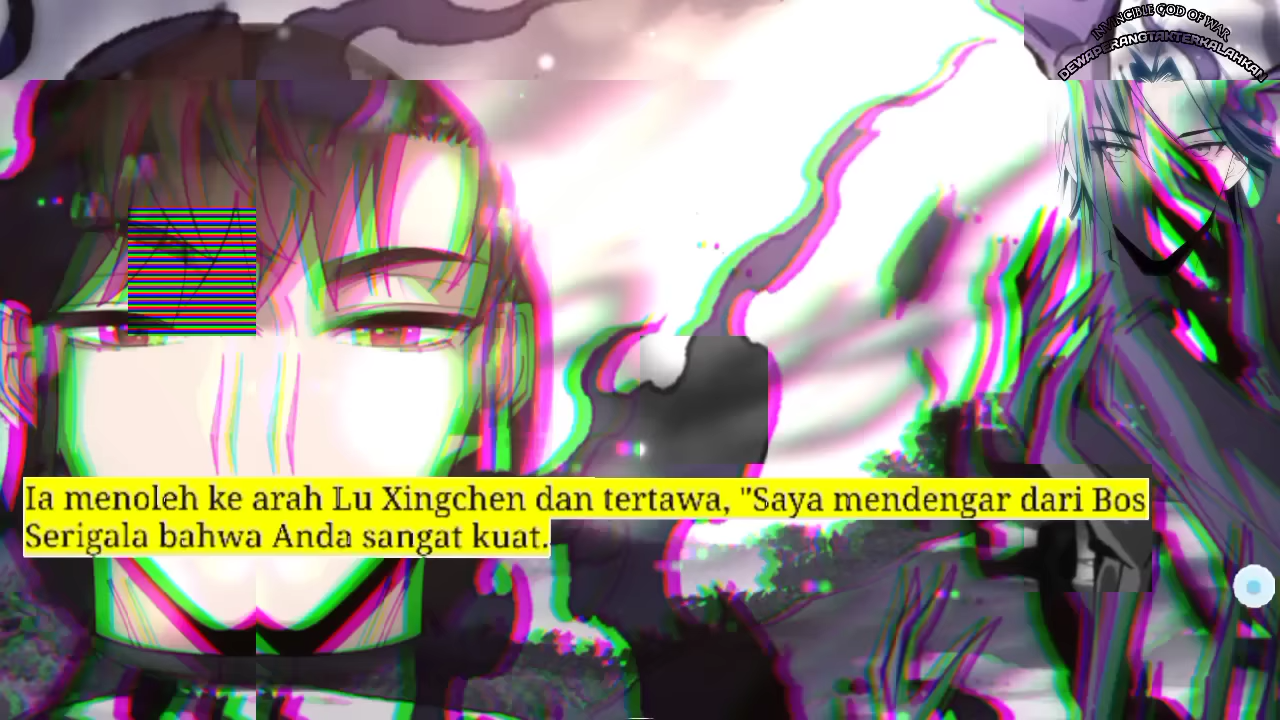 INVINCIBLE GOD OF WAR
DEWAPERANGTAKTERKALAHKAN
Ia menoleh ke arah Lu Xingchen dan tertawa, "Saya mendengar dari Bos
Serigala bahwa Anda sangat kuat.